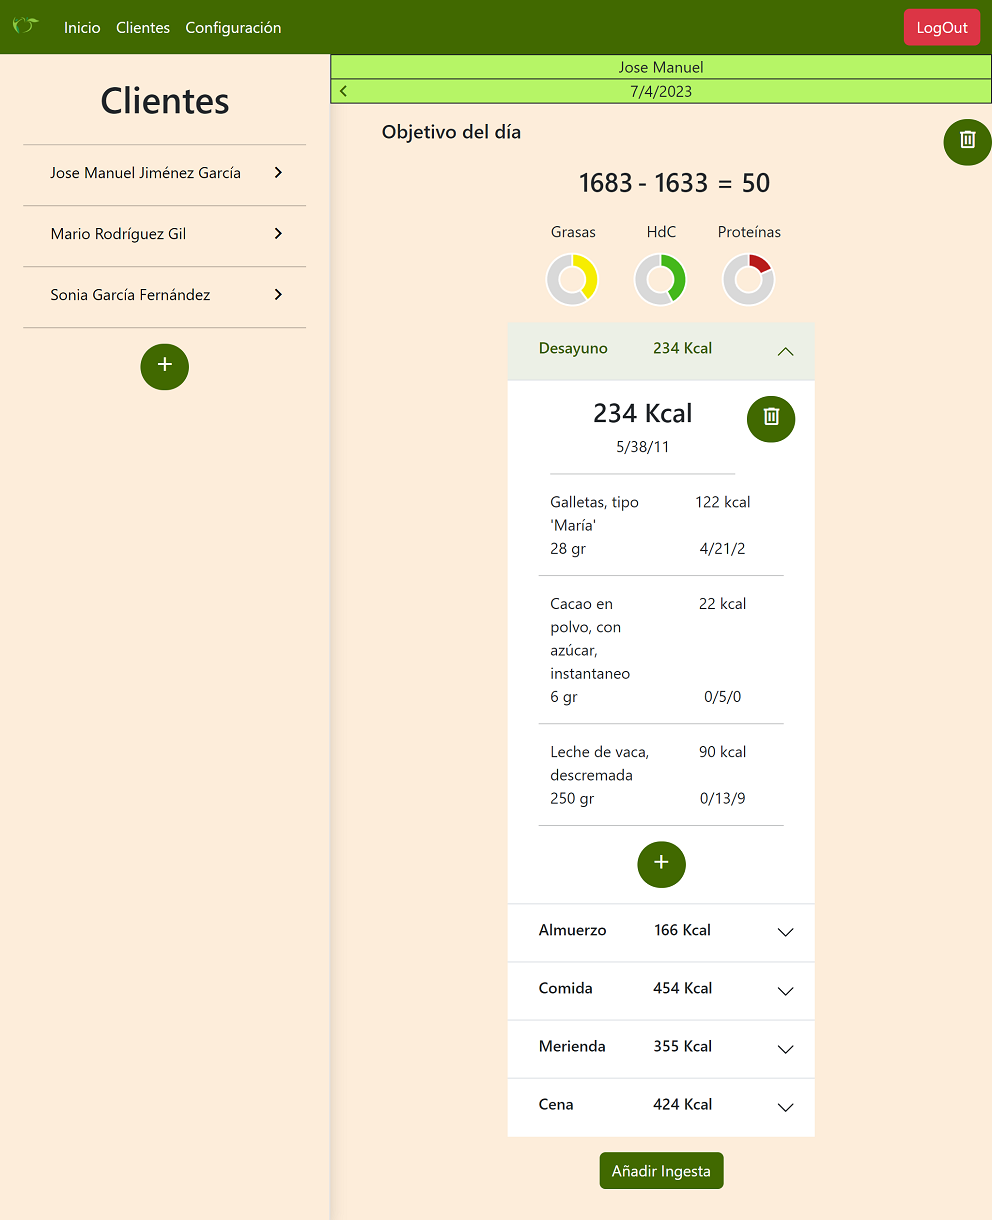 Inicio Clientes Configuración LogOut
Clientes
Jose Manuel Jiménez García
Mario Rodríguez Gil
Sonia García Fernández
+
Jose Manuel
7/4/2023
Objetivo del día
1683 - 1633 = 50
Grasas HdC Proteínas
Desayuno 234 Kcal
234 Kcal
5/38/11
Galletas, tipo 122 kcal
'María'
28 gr 4/21/2
Cacao en 22 kcal
polvo, con
azúcar,
instantaneo
6 gr 0/5/0
Leche de vaca, 90 kcal
descremada
250 gr 0/13/9
+
Almuerzo 166 Kcal
Comida 454 Kcal
Merienda 355 Kcal
Cena 424 Kcal
Añadir Ingesta